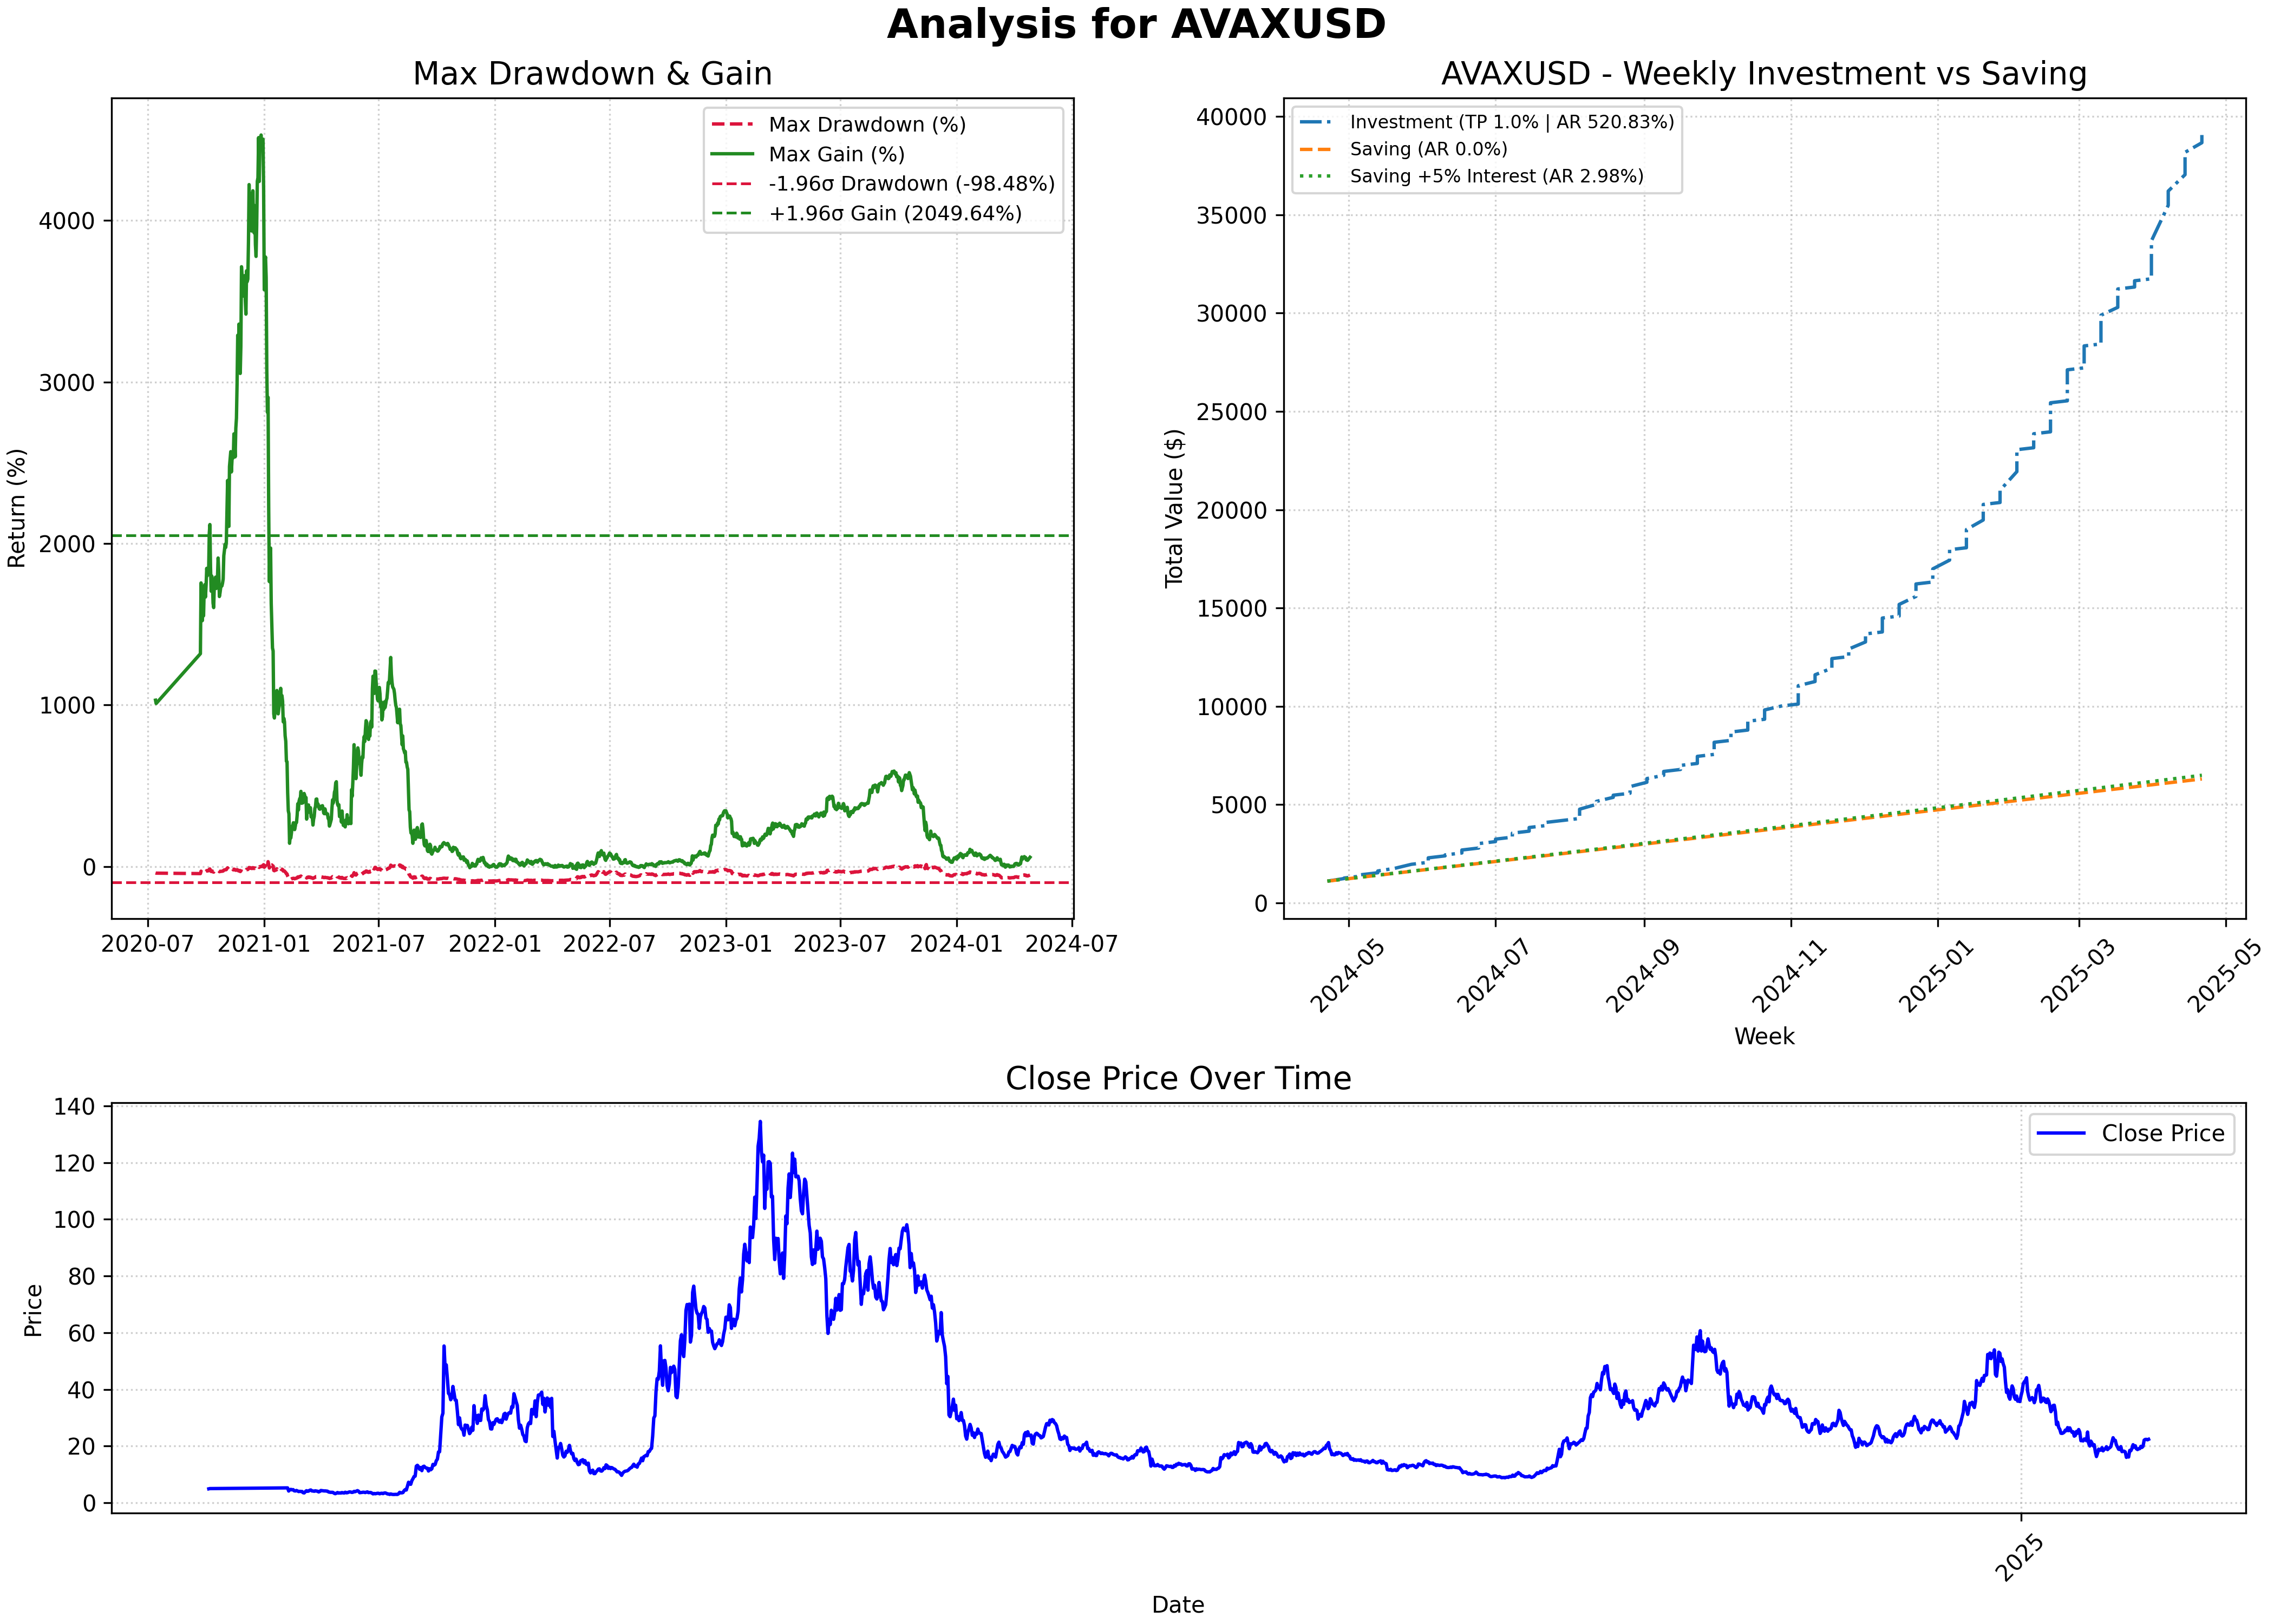 Analysis for AVAXUSD
Max Drawdown & Gain
Max Drawdown (%)
Max Gain (%)
-1.96σ Drawdown (-98.48%)
+1.96σ Gain (2049.64%)
Return (%)
4000
3000
2000
1000
0
2020-07 2021-01 2021-07 2022-01 2022-07 2023-01 2023-07 2024-01 2024-07
AVAXUSD - Weekly Investment vs Saving
Investment (TP 1.0% | AR 520.83%)
Saving (AR 0.0%)
Saving +5% Interest (AR 2.98%)
Total Value ($)
40000
35000
30000
25000
20000
15000
10000
5000
0
2024-05 2024-07 2024-09 2024-11 2025-01 2025-03 2025-05
Week
Close Price Over Time
Close Price
Price
140
120
100
80
60
40
20
0
2025
Date